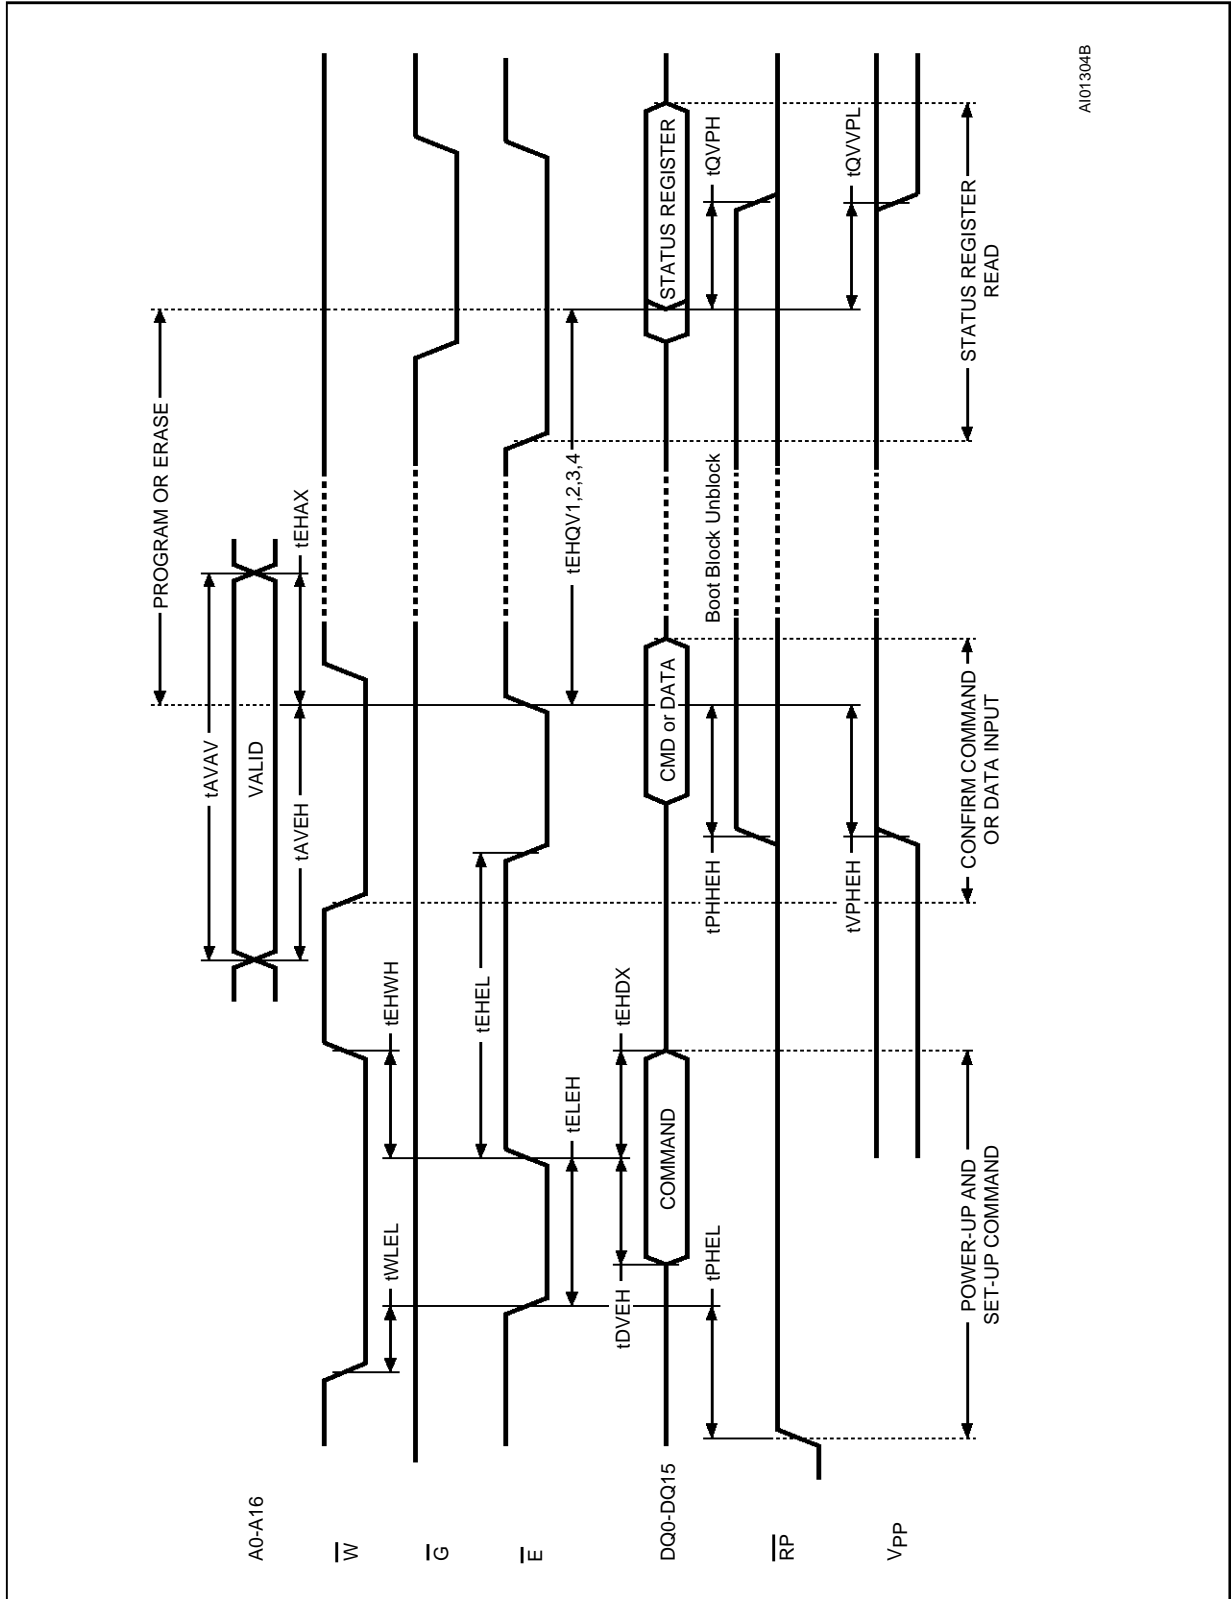 PROGRAM OR ERASE
tAVAV
A0-A16
VALID
tAVEH
tEHAX
W
tWLEL
tEHWH
G
tEHEL
E
tELEH
tEHQV1,2,3,4
tDVEH
tEHDX
DQ0-DQ15
COMMAND
CMD or DATA
STATUS REGISTER
tPHEL
tPHHEH
Boot Block Unblock
tQVPH
RP
tVPHEH
tQVVPL
VPP
POWER-UP AND
SET-UP COMMAND
CONFIRM COMMAND
OR DATA INPUT
STATUS REGISTER
READ
AI01304B